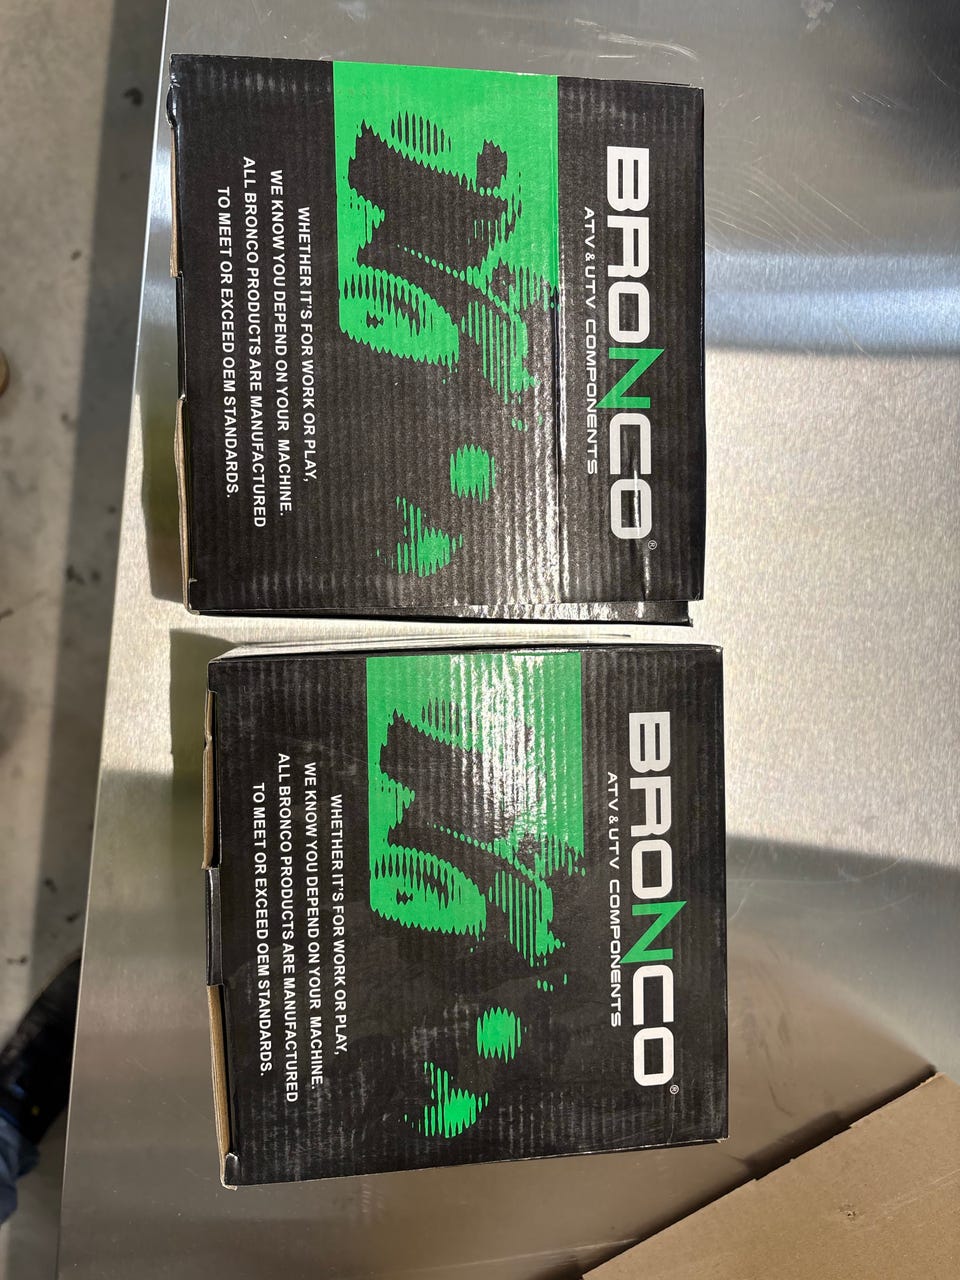 BRONCO®
ATV & UTV COMPONENTS
WHETHER IT'S FOR WORK OR PLAY,
WE KNOW YOU DEPEND ON YOUR MACHINE.
ALL BRONCO PRODUCTS ARE MANUFACTURED
TO MEET OR EXCEED OEM STANDARDS.
BRONCO®
ATV & UTV COMPONENTS
WHETHER IT'S FOR WORK OR PLAY,
WE KNOW YOU DEPEND ON YOUR MACHINE.
ALL BRONCO PRODUCTS ARE MANUFACTURED
TO MEET OR EXCEED OEM STANDARDS.